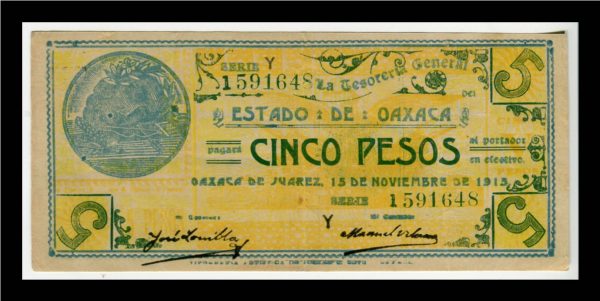 5
SERIE Y
1591648
La Tesorería General
DEL
ESTADO · DE · OAXACA
pagará CINCO PESOS al portador
en efectivo.
OAXACA DE JUAREZ, 15 DE NOVIEMBRE DE 1915
SERIE 1591648
Y
5
5